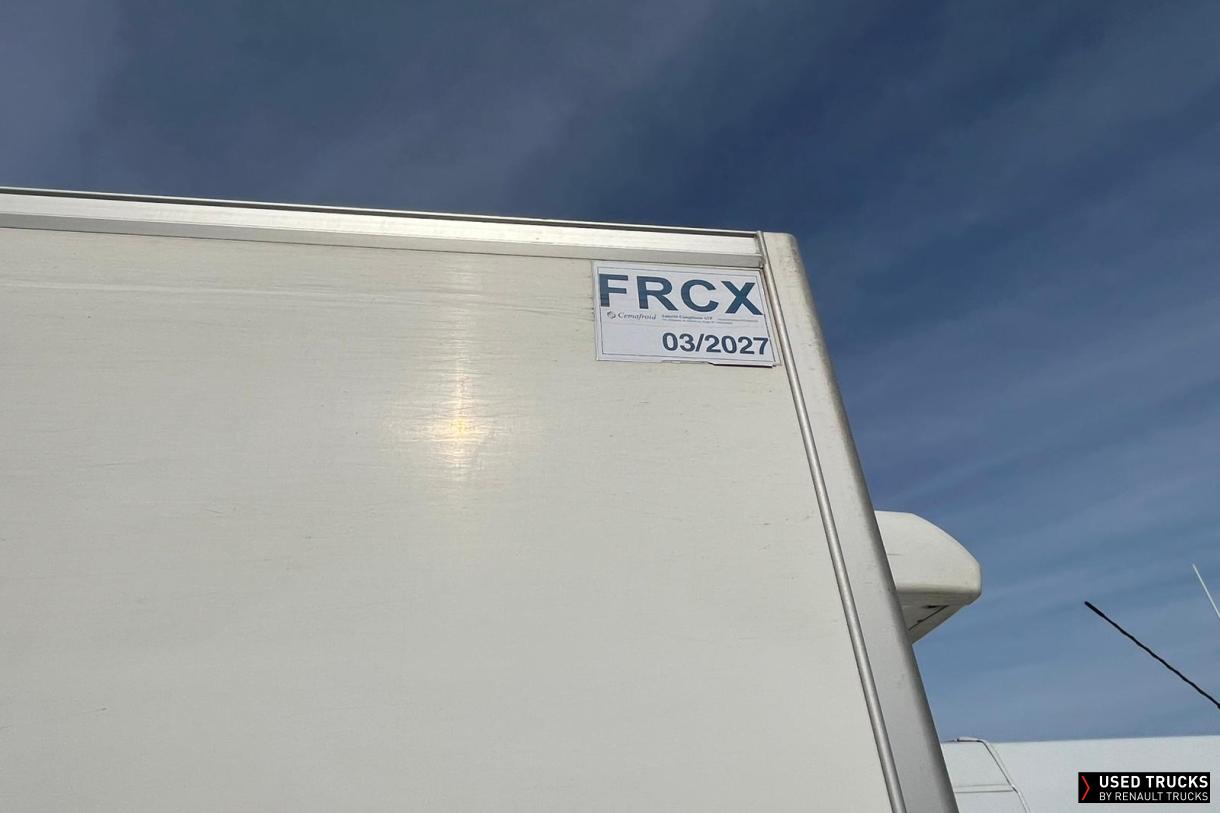 FRCX
Cemafroid
03/2027
USED TRUCKS
BY RENAULT TRUCKS